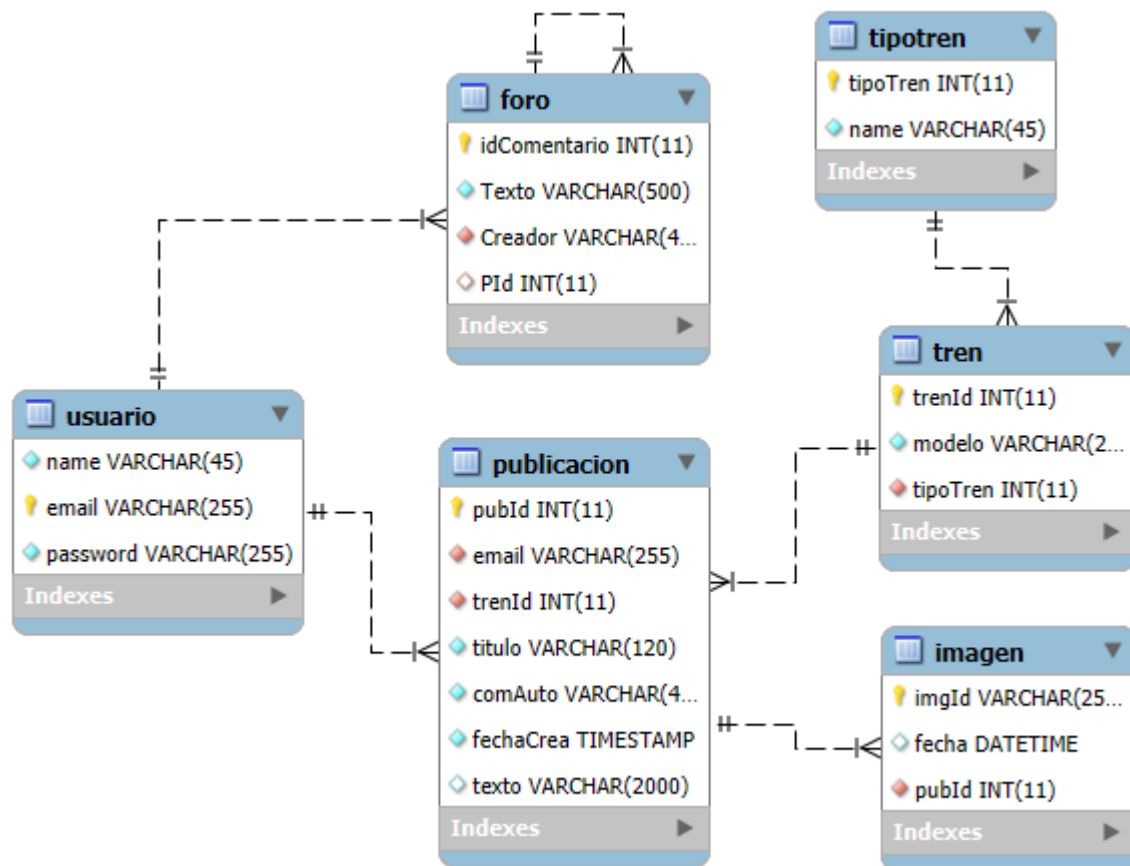 foro
idComentario INT(11)
Texto VARCHAR(500)
Creador VARCHAR(4...
PId INT(11)
Indexes
tipotren
tipoTren INT(11)
name VARCHAR(45)
Indexes
usuario
name VARCHAR(45)
email VARCHAR(255)
password VARCHAR(255)
Indexes
publicacion
pubId INT(11)
email VARCHAR(255)
trenId INT(11)
titulo VARCHAR(120)
comAuto VARCHAR(4...
fechaCrea TIMESTAMP
texto VARCHAR(2000)
Indexes
tren
trenId INT(11)
modelo VARCHAR(2...
tipoTren INT(11)
Indexes
imagen
imgId VARCHAR(25...
fecha DATETIME
pubId INT(11)
Indexes